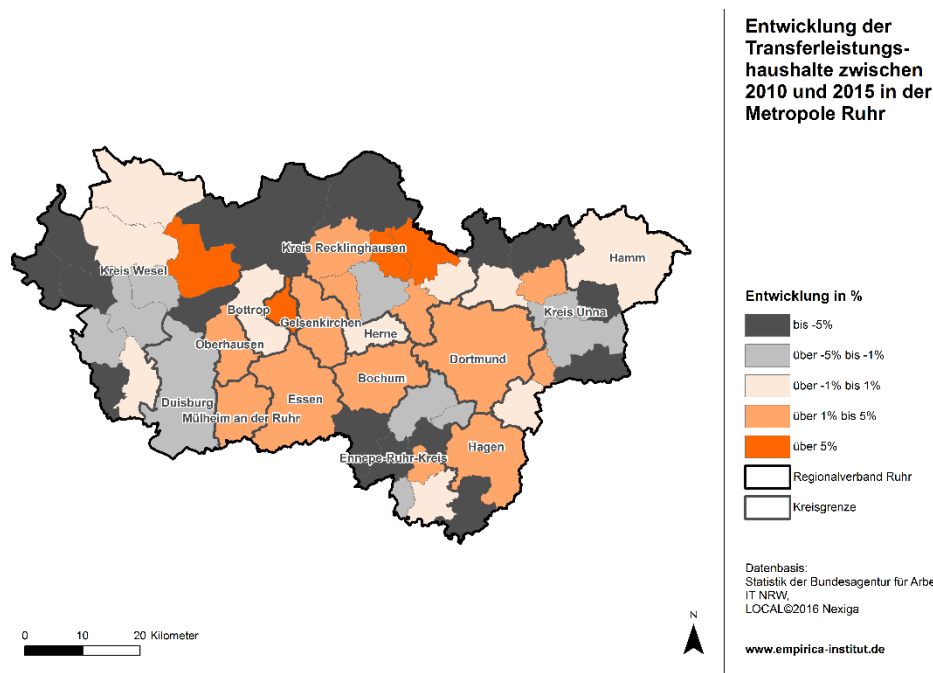 Entwicklung der
Transferleistungs-
haushalte zwischen
2010 und 2015 in der
Metropole Ruhr
Kreis Recklinghausen
Hamm
Kreis Wesel
Bottrop
Gelsenkirchen
Kreis Unna
Herne
Oberhausen
Dortmund
Bochum
Essen
Duisburg
Mülheim an der Ruhr
Hagen
Ennepe-Ruhr-Kreis
Entwicklung in %
bis -5%
über -5% bis -1%
über -1% bis 1%
über 1% bis 5%
über 5%
Regionalverband Ruhr
Kreisgrenze
Datenbasis:
Statistik der Bundesagentur für Arbe
IT NRW,
LOCAL©2016 Nexiga
www.empirica-institut.de
0 10 20 Kilometer
N